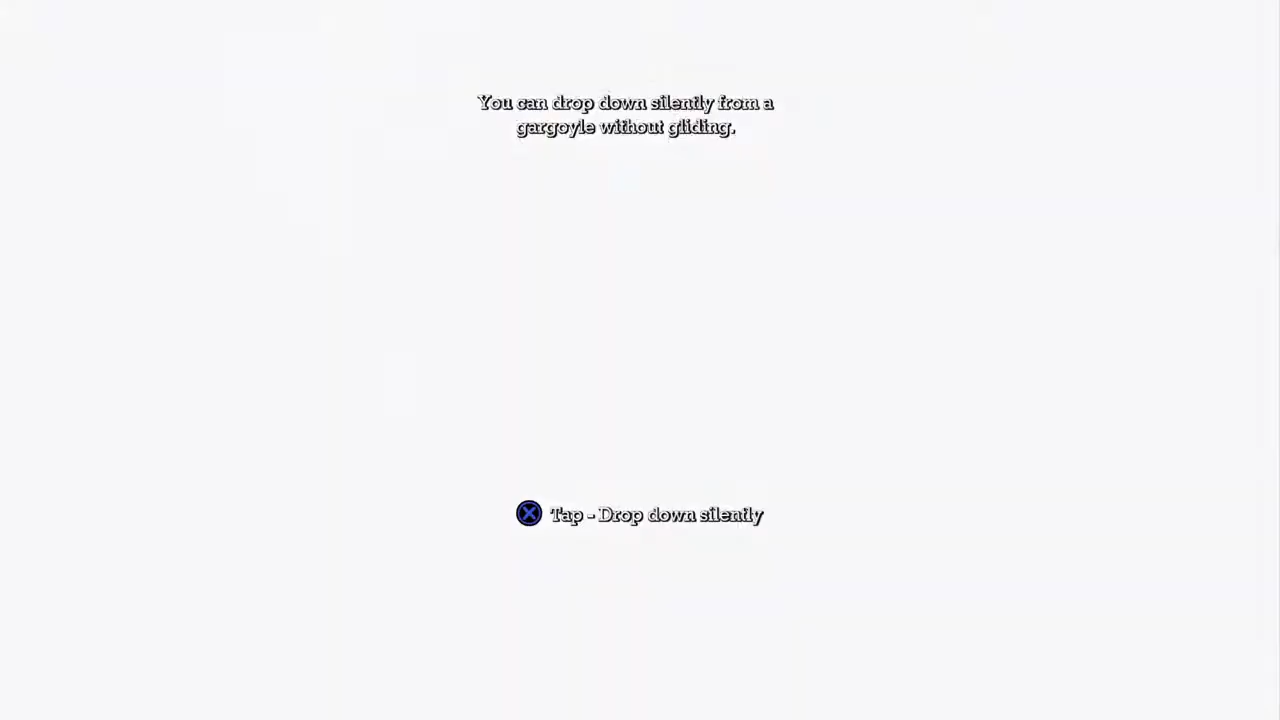 You can drop down silently from a
gargoyle without gliding.
Tap - Drop down silently